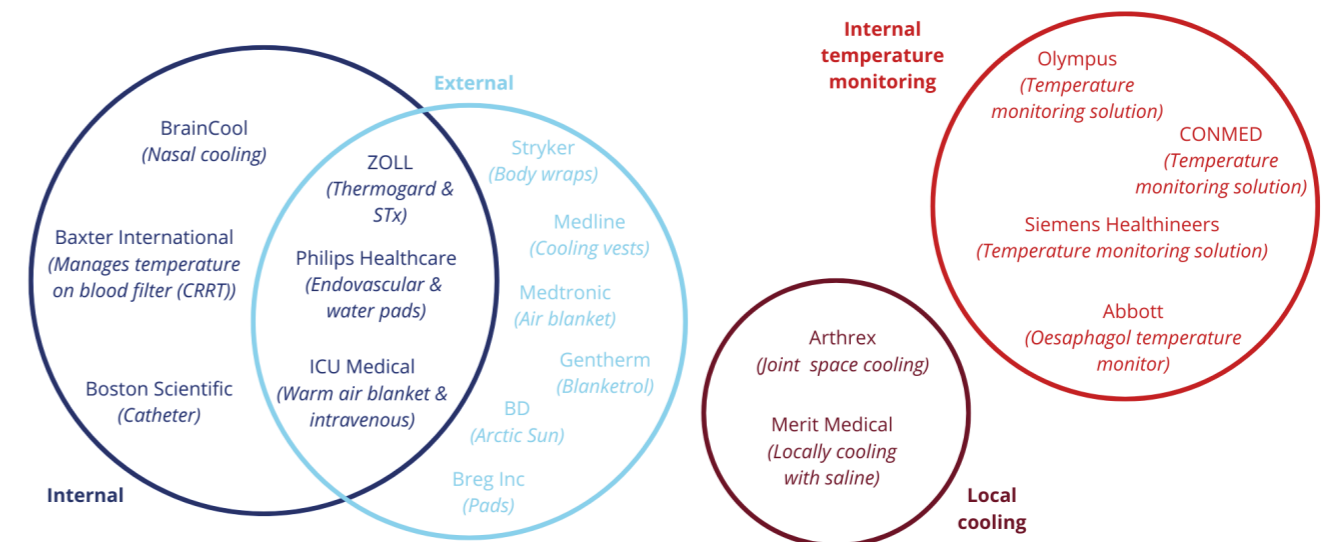 Internal
temperature
monitoring
Olympus
(Temperature
monitoring solution)
CONMED
(Temperature
monitoring solution)
Siemens Healthineers
(Temperature monitoring solution)
Abbott
(Oesaphagol temperature
monitor)
External
BrainCool
(Nasal cooling)
Baxter International
(Manages temperature
on blood filter (CRRT))
Boston Scientific
(Catheter)
Internal
ZOLL
(Thermogard &
STx)
Philips Healthcare
(Endovascular &
water pads)
ICU Medical
(Warm air blanket &
intravenous)
Stryker
(Body wraps)
Medline
(Cooling vests)
Medtronic
(Air blanket)
Gentherm
(Blanketrol)
BD
(Arctic Sun)
Breg Inc
(Pads)
Arthrex
(Joint space cooling)
Merit Medical
(Locally cooling
with saline)
Local
cooling